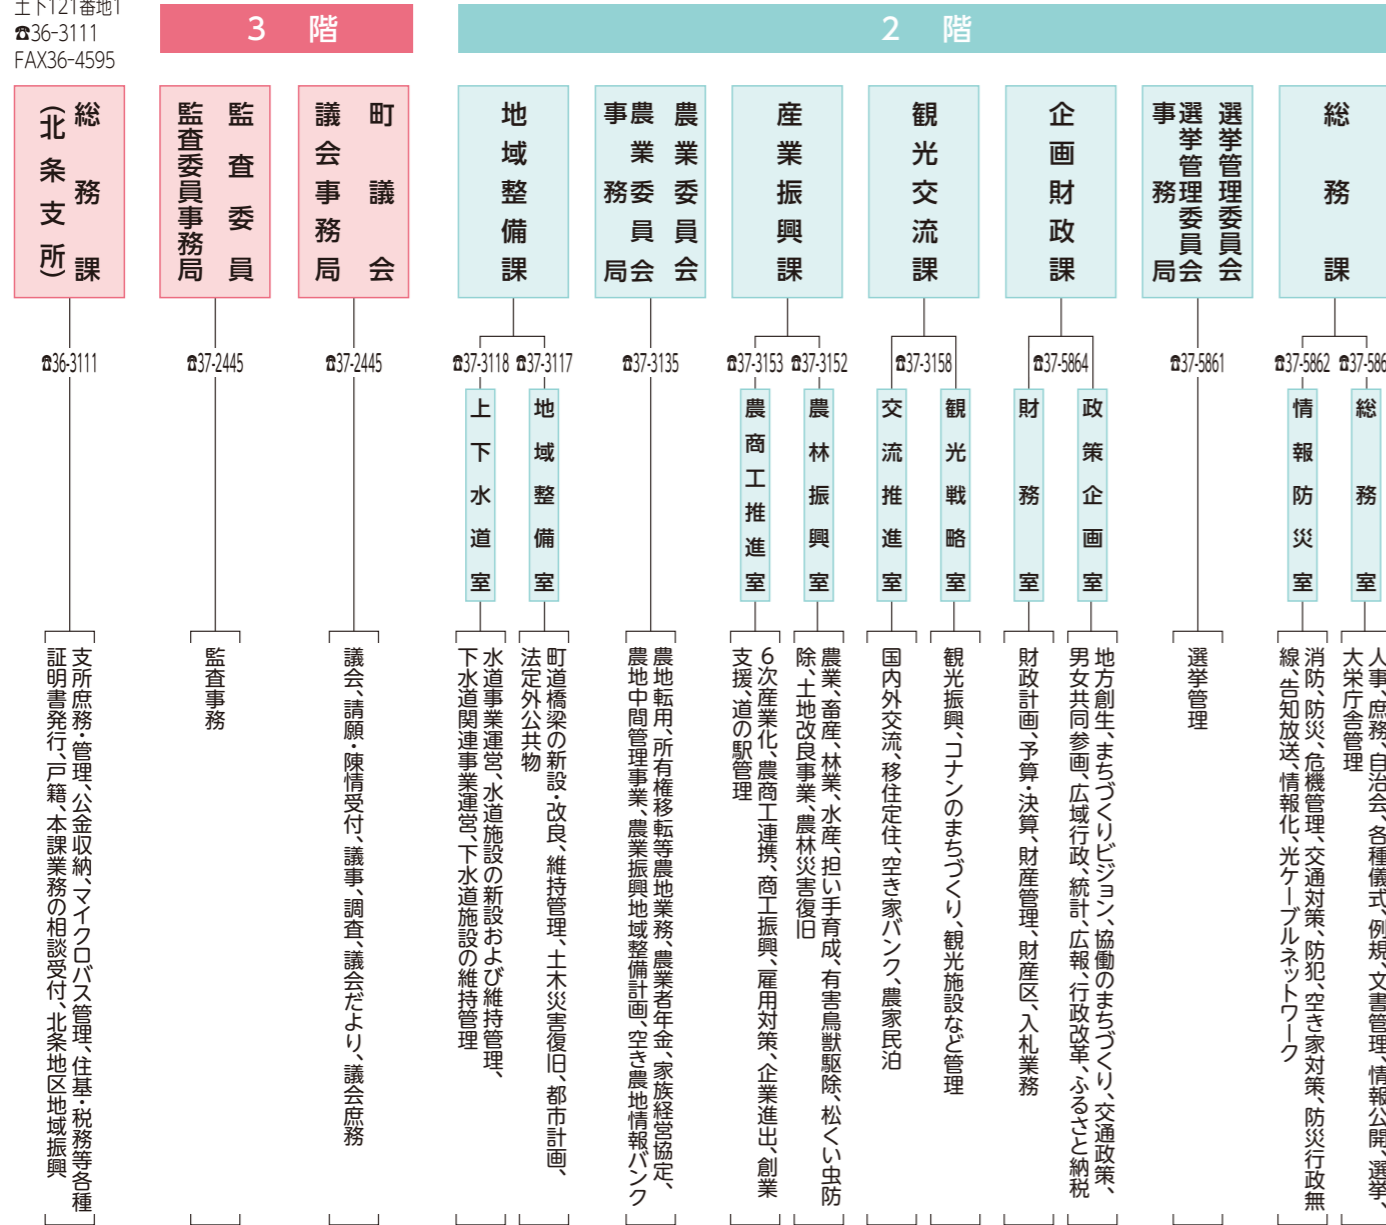 土下121番地1
☎36-3111
FAX36-4595
3 階
2 階
総務課
(北条支所)
監査委員
監査委員事務局
町議会
議会事務局
地域整備課
農業委員会
農業委員会
事務局
産業振興課
観光交流課
企画財政課
選挙管理委員会
選挙管理委員会
事務局
総務課
☎36-3111
☎37-2445
☎37-2445
☎37-3118
☎37-3117
☎37-3135
☎37-3153
☎37-3152
☎37-3158
☎37-5864
☎37-5861
☎37-5862
☎37-586
上下水道室
地域整備室
農商工推進室
農林振興室
交流推進室
観光戦略室
財務室
政策企画室
情報防災室
総務室
支所庶務・管理、公金収納、マイクロバス管理、住基・税務等各種
証明書発行、戸籍、本課業務の相談受付、北条地区地域振興
監査事務
議会、請願・陳情受付、議事、調査、議会だより、議会庶務
水道事業運営、水道施設の新設および維持管理、
下水道関連事業運営、下水道施設の維持管理
町道橋梁の新設・改良、維持管理、土木災害復旧、都市計画、
法定外公共物
農地転用、所有権移転等農地業務、農業者年金、家族経営協定、
農地中間管理事業、農業振興地域整備計画、空き農地情報バンク
6次産業化、農商工連携、商工振興、雇用対策、企業進出、創業
支援、道の駅管理
農業、畜産、林業、水産、担い手育成、有害鳥獣駆除、松くい虫防
除、土地改良事業、農林災害復旧
国内外交流、移住定住、空き家バンク、農家民泊
観光振興、コナンのまちづくり、観光施設など管理
財政計画、予算・決算、財産管理、財産区、入札業務
地方創生、まちづくりビジョン、協働のまちづくり、交通政策、
男女共同参画、広域行政、統計、広報、行政改革、ふるさと納税
選挙管理
消防、防災、危機管理、交通対策、防犯、空き家対策、防災行政無
線、告知放送、情報化、光ケーブルネットワーク
人事、庶務、自治会、各種儀式、例規、文書管理、情報公開、選挙、
大栄庁舎管理